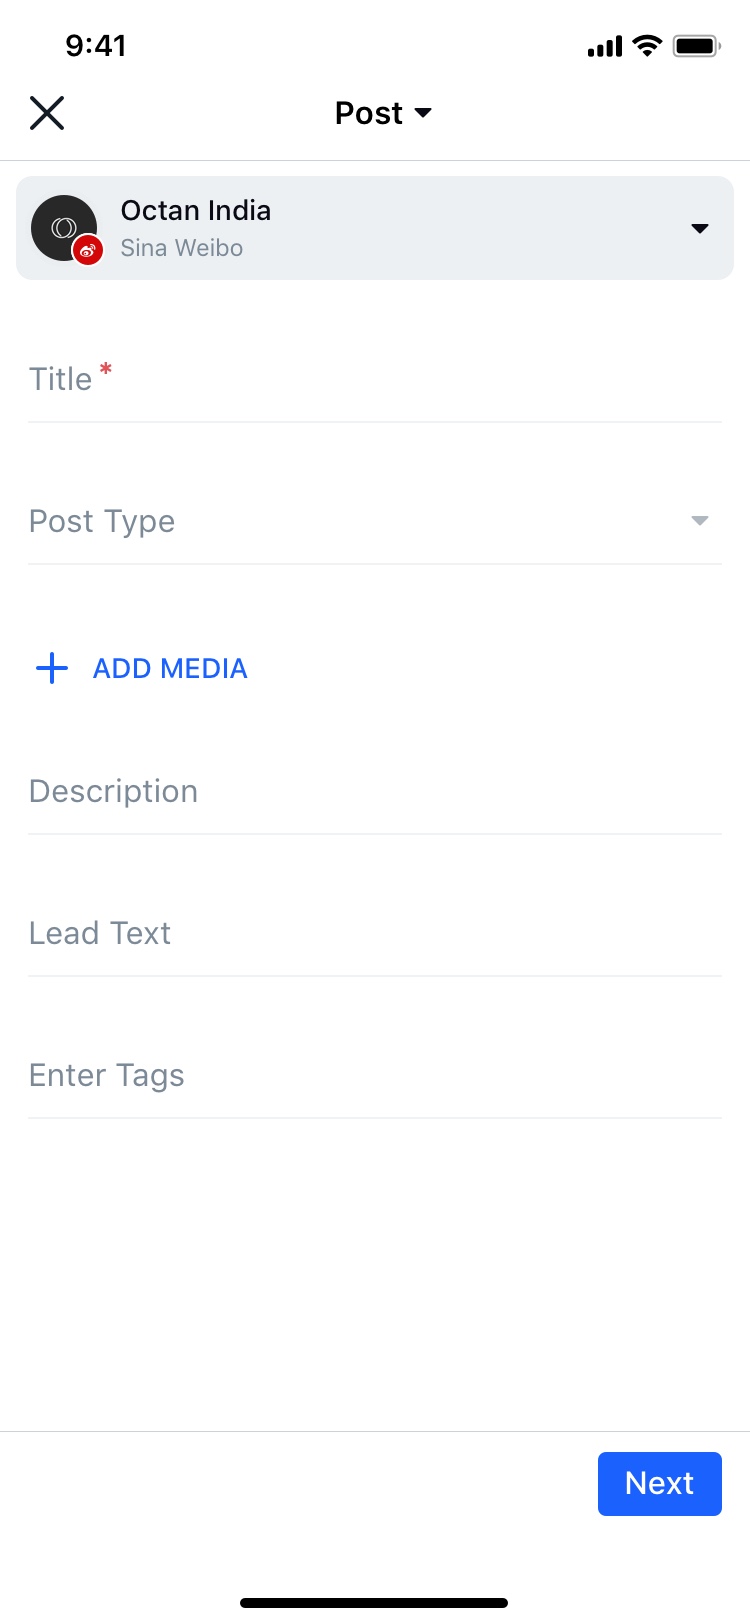 9:41
Post
Octan India
Sina Weibo
Title *
Post Type
ADD MEDIA
Description
Lead Text
Enter Tags
Next